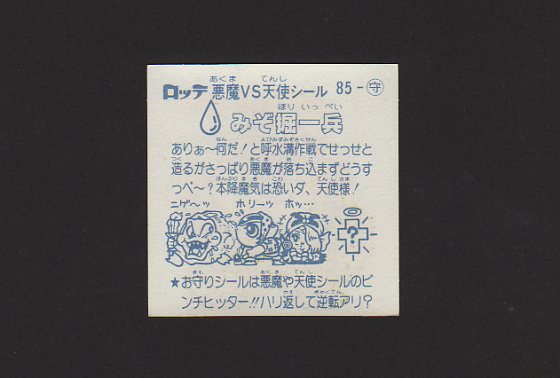 ロッテ 悪魔VS天使シール 85-守
みぞ堀一兵
ありぁ~何だ!と呼水溝作戦でせっせと
造るがさっぱり悪魔が落ち込まずどうす
っぺ~?本降魔気は恐いダ、天使様!
ニゲ~ッ ホリーッ ホッ…
?
★お守りシールは悪魔や天使シールのピ
ンチヒッター!!ハリ返して逆転アリ?